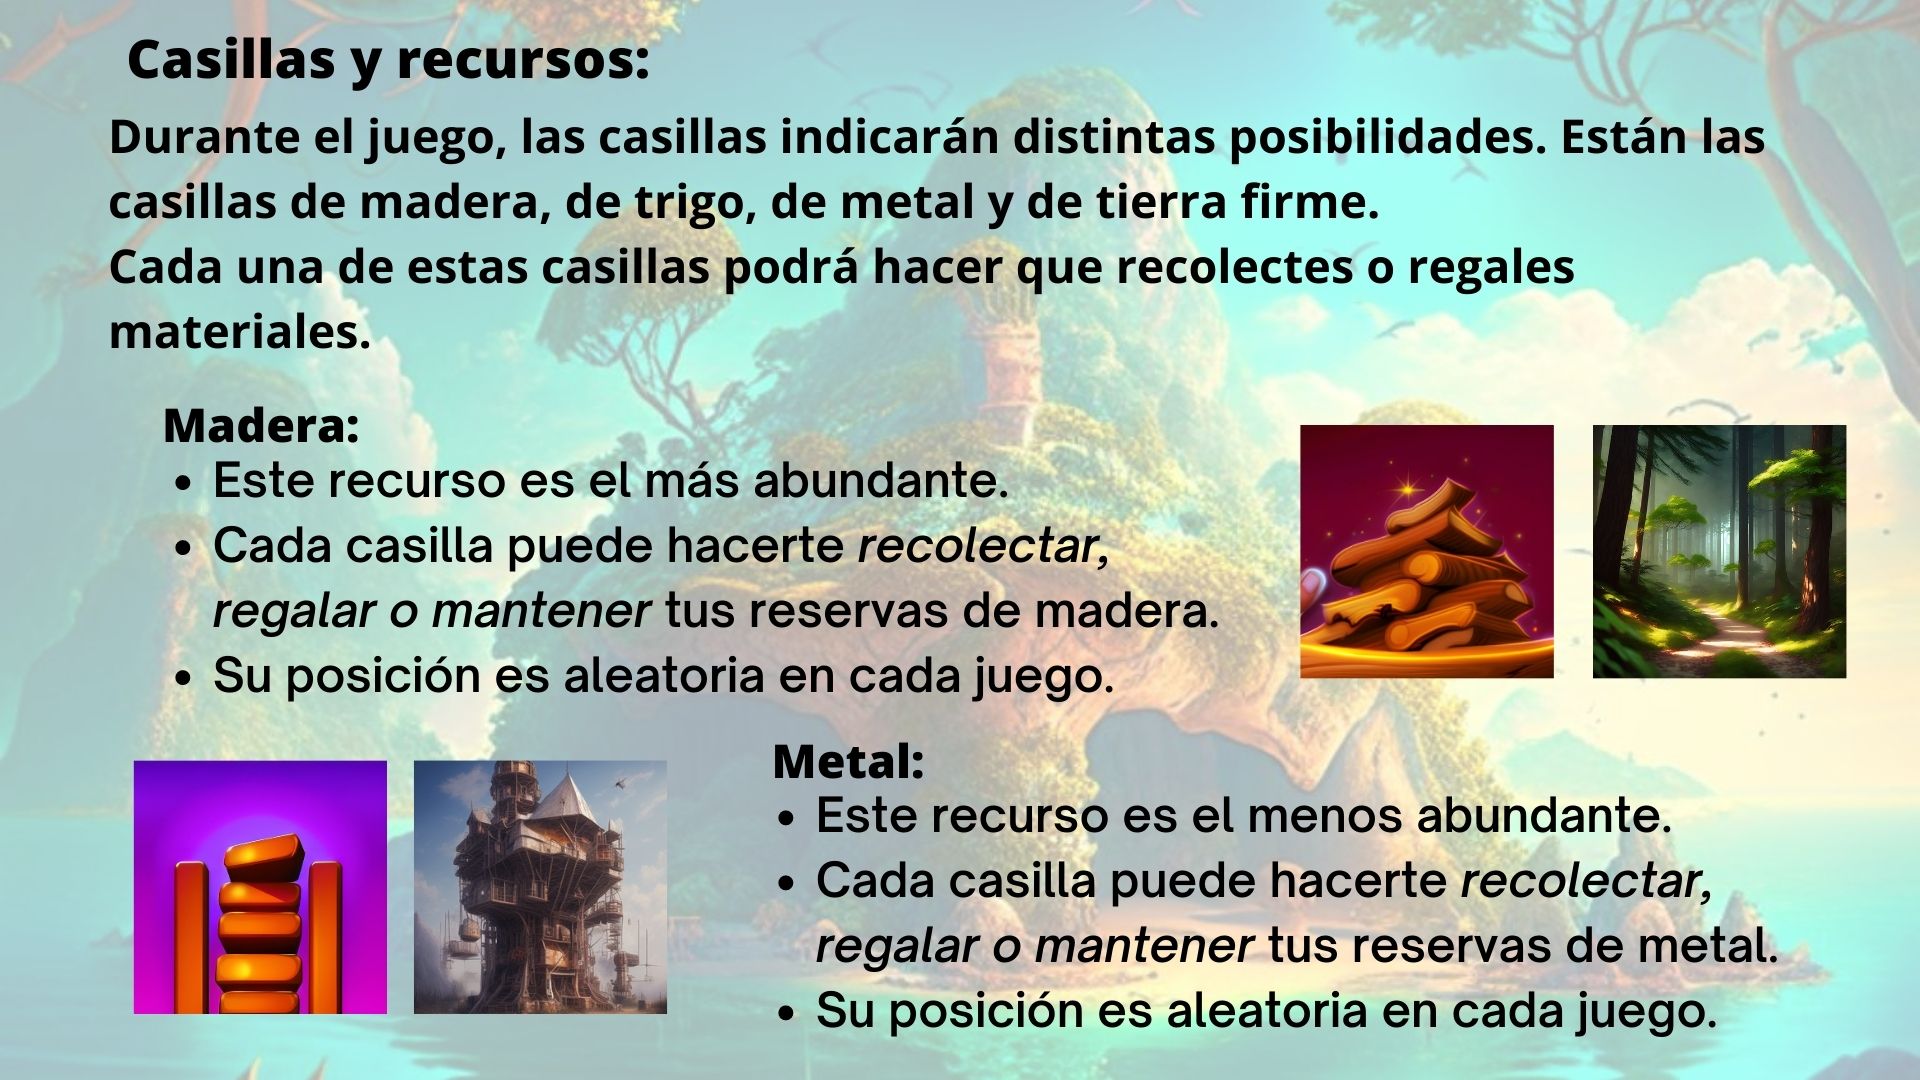 Casillas y recursos:
Durante el juego, las casillas indicarán distintas posibilidades. Están las
casillas de madera, de trigo, de metal y de tierra firme.
Cada una de estas casillas podrá hacer que recolectes o regales
materiales.
Madera:
• Este recurso es el más abundante.
• Cada casilla puede hacerte recolectar,
regalar o mantener tus reservas de madera.
• Su posición es aleatoria en cada juego.
Metal:
• Este recurso es el menos abundante.
• Cada casilla puede hacerte recolectar,
regalar o mantener tus reservas de metal.
• Su posición es aleatoria en cada juego.